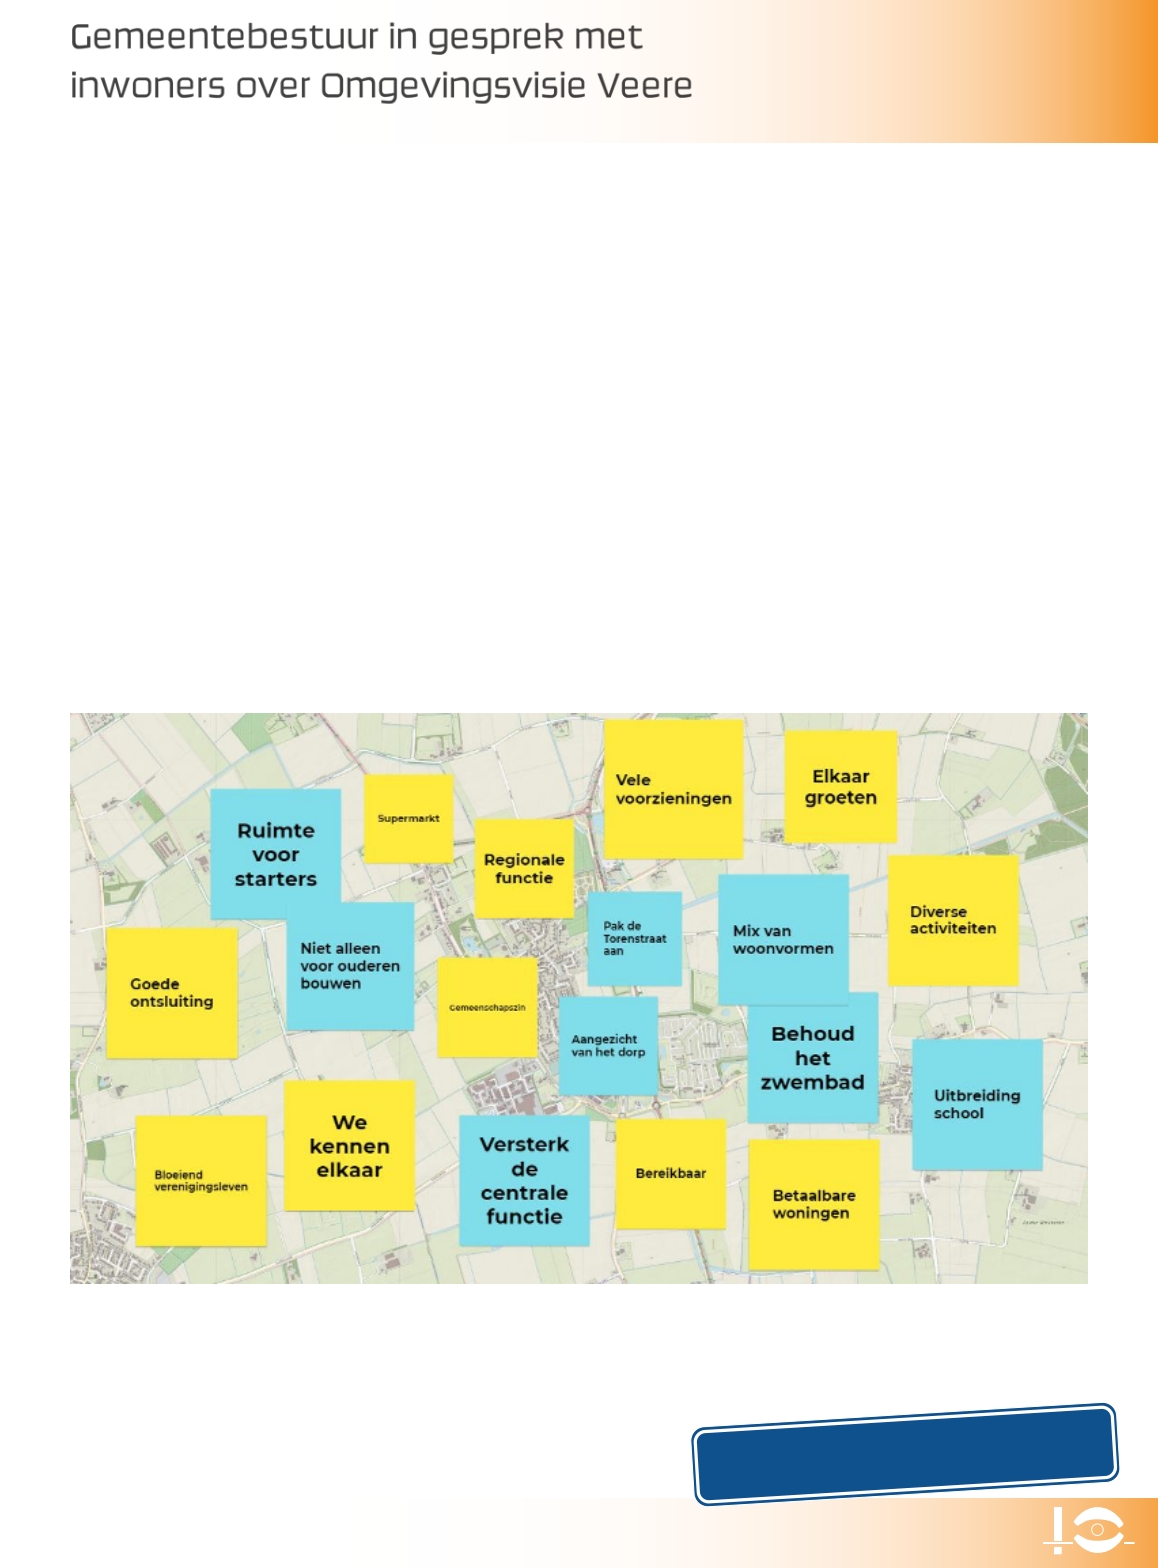 Gemeentebestuur in gesprek met
inwoners over Omgevingsvisie Veere
Vele
voorzieningen
Elkaar
groeten
Supermarkt
Ruimte
voor
starters
Regionale
functie
Diverse
activiteiten
Pak de
Torenstraat
aan
Mix van
woonvormen
Niet alleen
voor ouderen
bouwen
Goede
ontsluiting
Gemeenschapszin
Aangezicht
van het dorp
Behoud
het
zwembad
Uitbreiding
school
We
kennen
elkaar
Versterk
de
centrale
functie
Bloeiend
verenigingsleven
Bereikbaar
Betaalbare
woningen